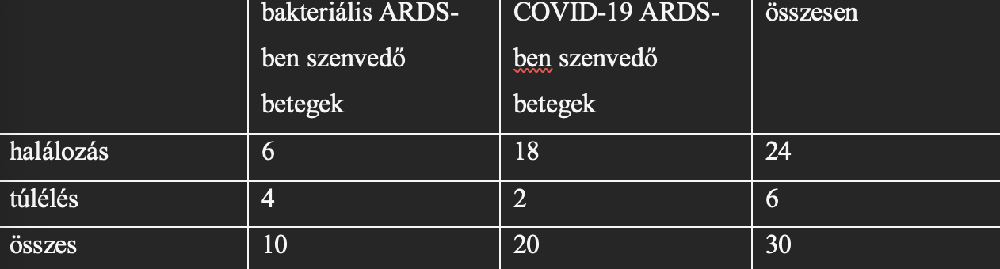 bakteriális ARDS-
ben szenvedő
betegek
COVID-19 ARDS-
ben szenvedő
betegek
összesen
halálozás 6 18 24
túlélés 4 2 6
összes 10 20 30